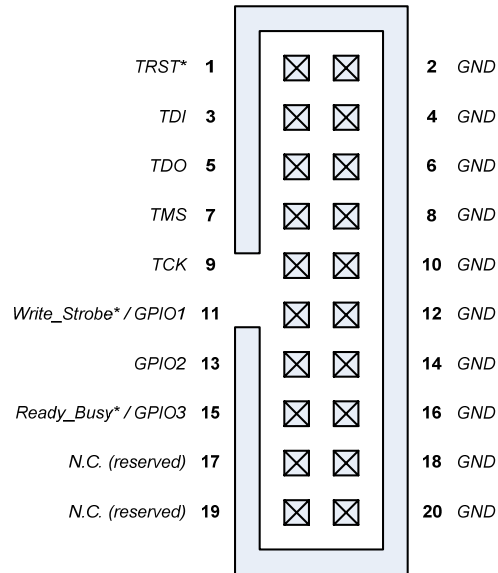 TRST* 1 2 GND
TDI 3 4 GND
TDO 5 6 GND
TMS 7 8 GND
TCK 9 10 GND
Write_Strobe* / GPIO1 11 12 GND
GPIO2 13 14 GND
Ready_Busy* / GPIO3 15 16 GND
N.C. (reserved) 17 18 GND
N.C. (reserved) 19 20 GND